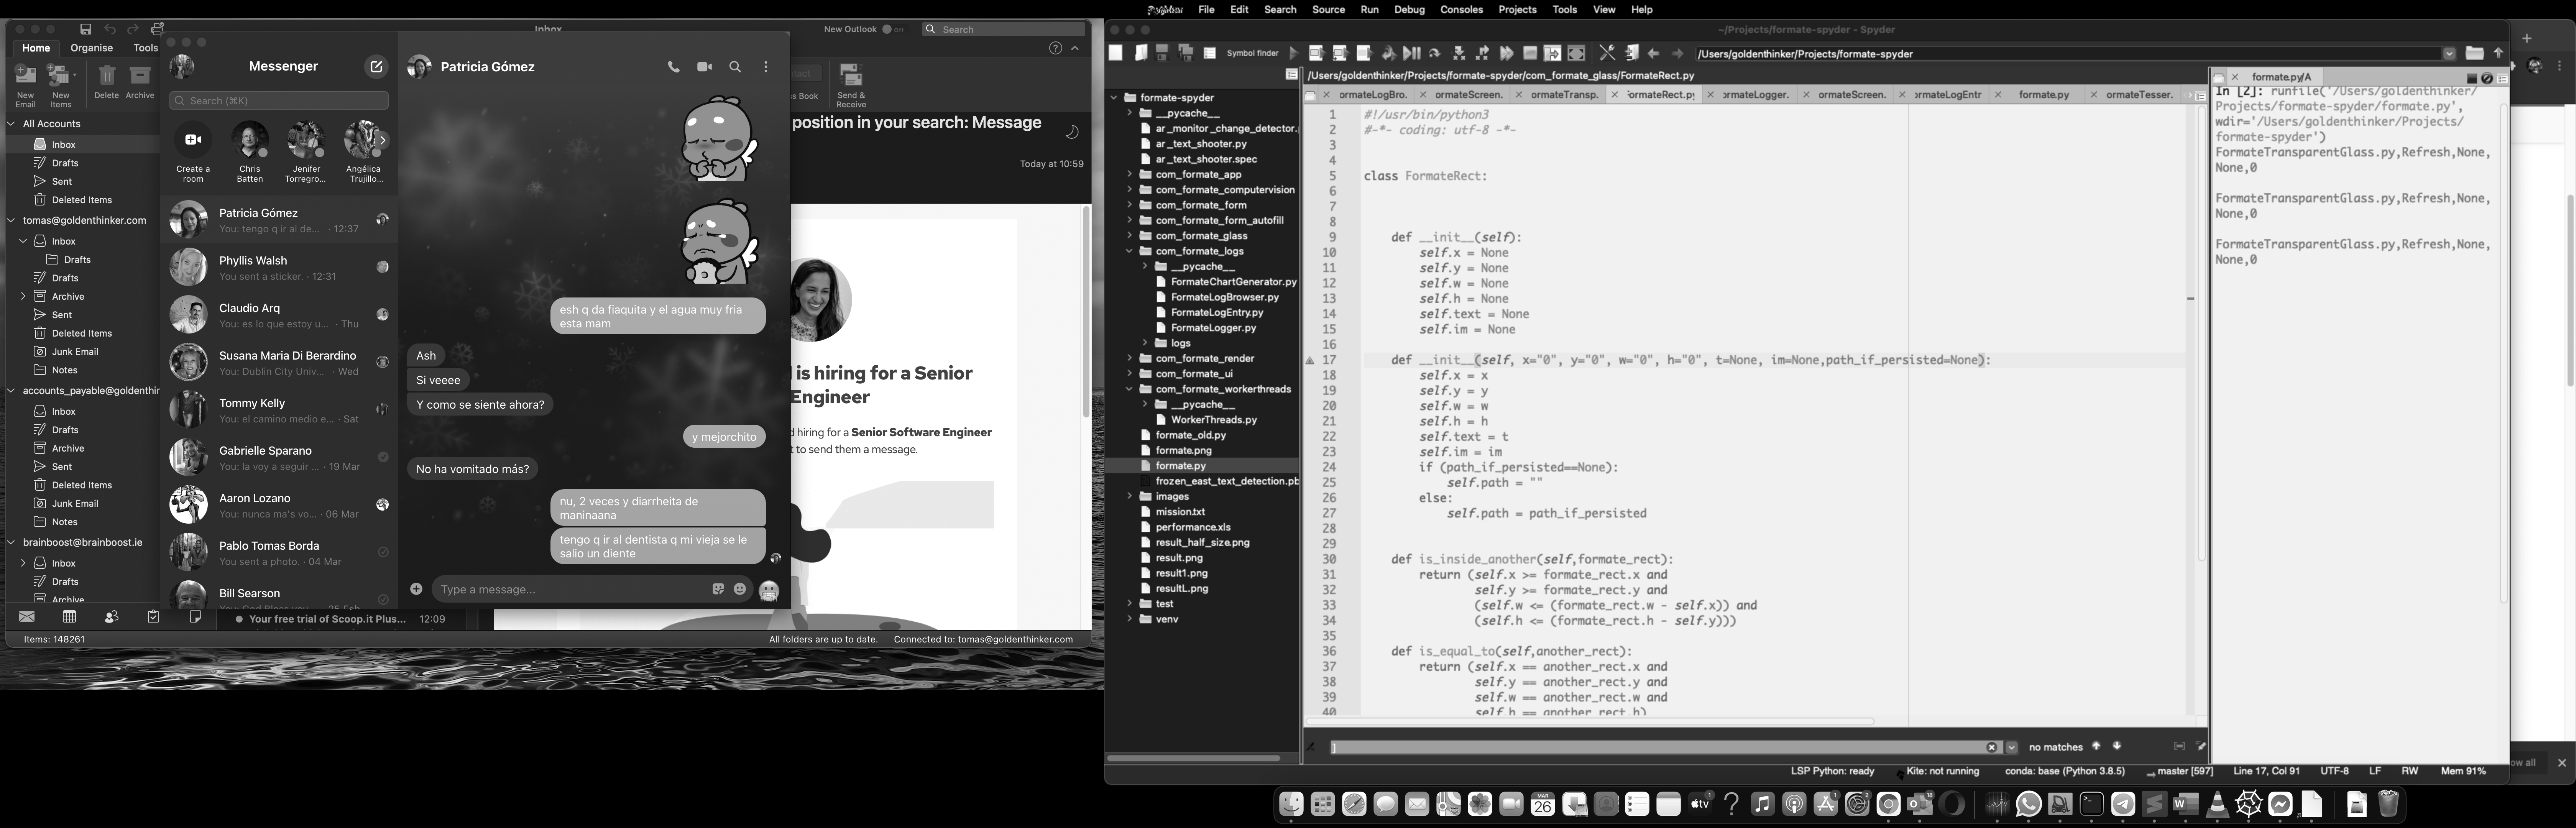 File Edit Search Source Run Debug Consoles Projects Tools View Help
Inbox
New Outlook
Search
Home Organise Tools
New Email
New Items
Delete
Archive
s Book
Send & Receive
All Accounts
Inbox
Drafts
Sent
Deleted Items
tomas@goldenthinker.com
Inbox
Drafts
Drafts
Archive
Sent
Deleted Items
Junk Email
Notes
accounts_payable@goldenthin
Inbox
Drafts
Archive
Sent
Deleted Items
Junk Email
Notes
brainboost@brainboost.ie
Inbox
Drafts
Archive
Items: 148261
All folders are up to date. Connected to: tomas@goldenthinker.com
Messenger
Search (⌘K)
Create a room
Chris Batten
Jenifer Torregro...
Angélica Trujillo...
Patricia Gómez
You: tengo q ir al de... · 12:37
Phyllis Walsh
You sent a sticker. · 12:31
Claudio Arq
You: es lo que estoy u... · Thu
Susana Maria Di Berardino
You: Dublin City Univ... · Wed
Tommy Kelly
You: el camino medio e... · Sat
Gabrielle Sparano
You: la voy a seguir ... · 19 Mar
Aaron Lozano
You: nunca ma's vo... · 06 Mar
Pablo Tomas Borda
You sent a photo. · 04 Mar
Bill Searson
Patricia Gómez
esh q da fiaquita y el agua muy fria
esta mam
Ash
Si veeee
Y como se siente ahora?
y mejorchito
No ha vomitado más?
nu, 2 veces y diarrheita de
maninaana
tengo q ir al dentista q mi vieja se le
salio un diente
Type a message...
position in your search: Message
Today at 10:59
is hiring for a Senior
Engineer
d hiring for a Senior Software Engineer
t to send them a message.
Your free trial of Scoop.it Plus... 12:09
~/Projects/formate-spyder - Spyder
Symbol finder
/Users/goldenthinker/Projects/formate-spyder
/Users/goldenthinker/Projects/formate-spyder/com_formate_glass/FormateRect.py
formate-spyder
__pycache__
ar_monitor_change_detector.
ar_text_shooter.py
ar_text_shooter.spec
com_formate_app
com_formate_computervision
com_formate_form
com_formate_form_autofill
com_formate_glass
com_formate_logs
__pycache__
FormateChartGenerator.py
FormateLogBrowser.py
FormateLogEntry.py
FormateLogger.py
logs
com_formate_render
com_formate_ui
com_formate_workerthreads
__pycache__
WorkerThreads.py
formate_old.py
formate.png
formate.py
frozen_east_text_detection.pb
images
mission.txt
performance.xls
result_half_size.png
result.png
result1.png
resultL.png
test
venv
ormateLogBro. ormateScreen. ormateTransp. ormateRect.py ormateLogger. ormateScreen. ormateLogEntr formate.py ormateTesser.
1 #!/usr/bin/python3
2 #-*- coding: utf-8 -*-
3
4
5 class FormateRect:
6
7
8
9 def __init__(self):
10 self.x = None
11 self.y = None
12 self.w = None
13 self.h = None
14 self.text = None
15 self.im = None
16
17 def __init__(self, x="0", y="0", w="0", h="0", t=None, im=None,path_if_persisted=None):
18 self.x = x
19 self.y = y
20 self.w = w
21 self.h = h
22 self.text = t
23 self.im = im
24 if (path_if_persisted==None):
25 self.path = ""
26 else:
27 self.path = path_if_persisted
28
29
30 def is_inside_another(self,formate_rect):
31 return (self.x >= formate_rect.x and
32 self.y >= formate_rect.y and
33 (self.w <= (formate_rect.w - self.x)) and
34 (self.h <= (formate_rect.h - self.y)))
35
36 def is_equal_to(self,another_rect):
37 return (self.x == another_rect.x and
38 self.y == another_rect.y and
39 self.w == another_rect.w and
40 self.h == another_rect.h)
]
no matches
LSP Python: ready Kite: not running conda: base (Python 3.8.5) master [597] Line 17, Col 91 UTF-8 LF RW Mem 91%
formate.py/A
In [2]: runfile('/Users/goldenthinker/
Projects/formate-spyder/formate.py',
wdir='/Users/goldenthinker/Projects/
formate-spyder')
FormateTransparentGlass.py,Refresh,None,
None,0
FormateTransparentGlass.py,Refresh,None,
None,0
FormateTransparentGlass.py,Refresh,None,
None,0
ow all
MAR
26
tv